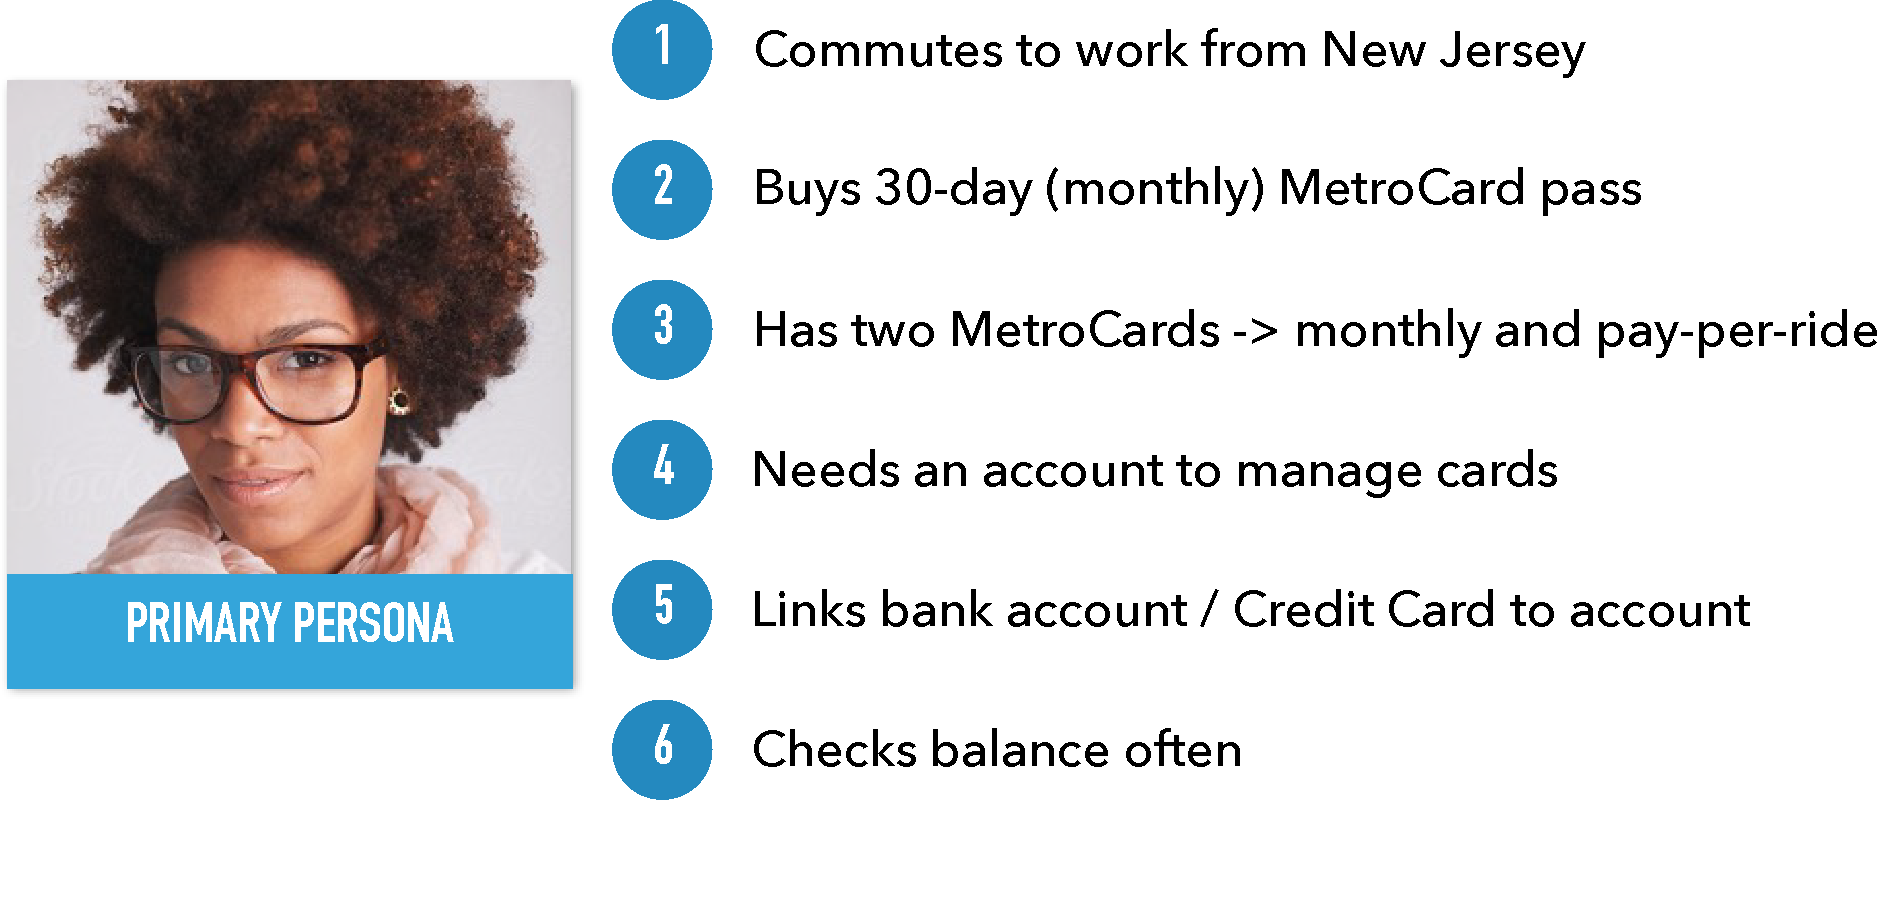 1 Commutes to work from New Jersey
2 Buys 30-day (monthly) MetroCard pass
3 Has two MetroCards -> monthly and pay-per-ride
4 Needs an account to manage cards
5 Links bank account / Credit Card to account
6 Checks balance often
PRIMARY PERSONA